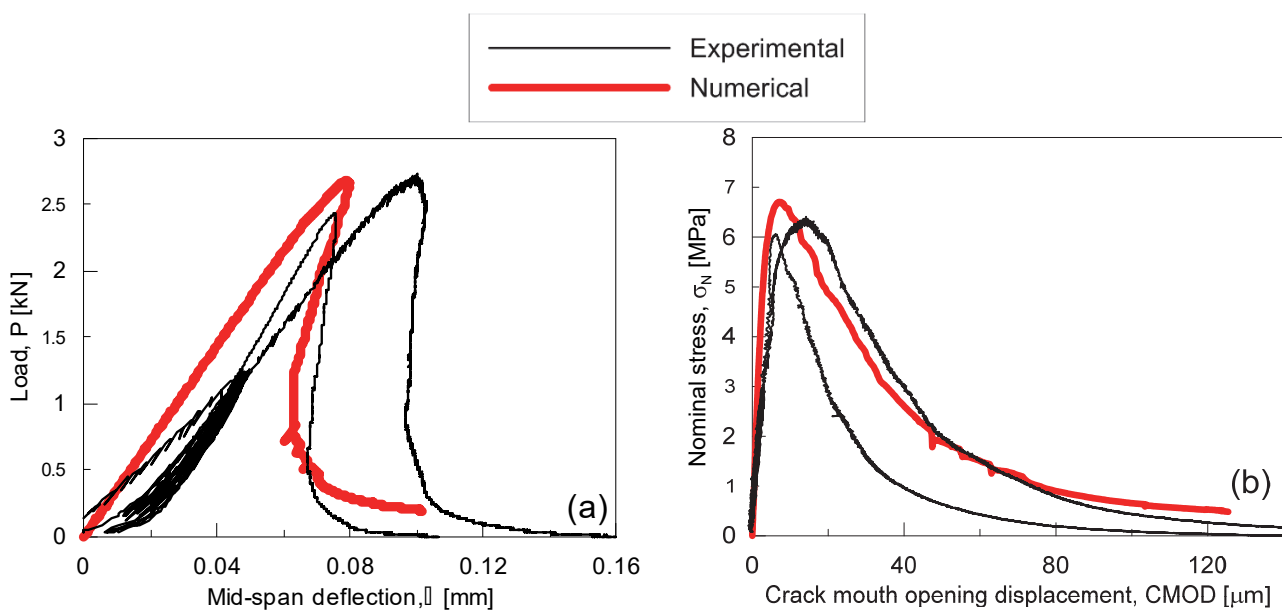 Experimental
Numerical
3
2.5
2
1.5
1
0.5
0
Load, P [kN]
(a)
0 0.04 0.08 0.12 0.16
Mid-span deflection,▯ [mm]
8
7
6
5
4
3
2
1
0
Nominal stress, σN [MPa]
(b)
0 40 80 120
Crack mouth opening displacement, CMOD [μm]